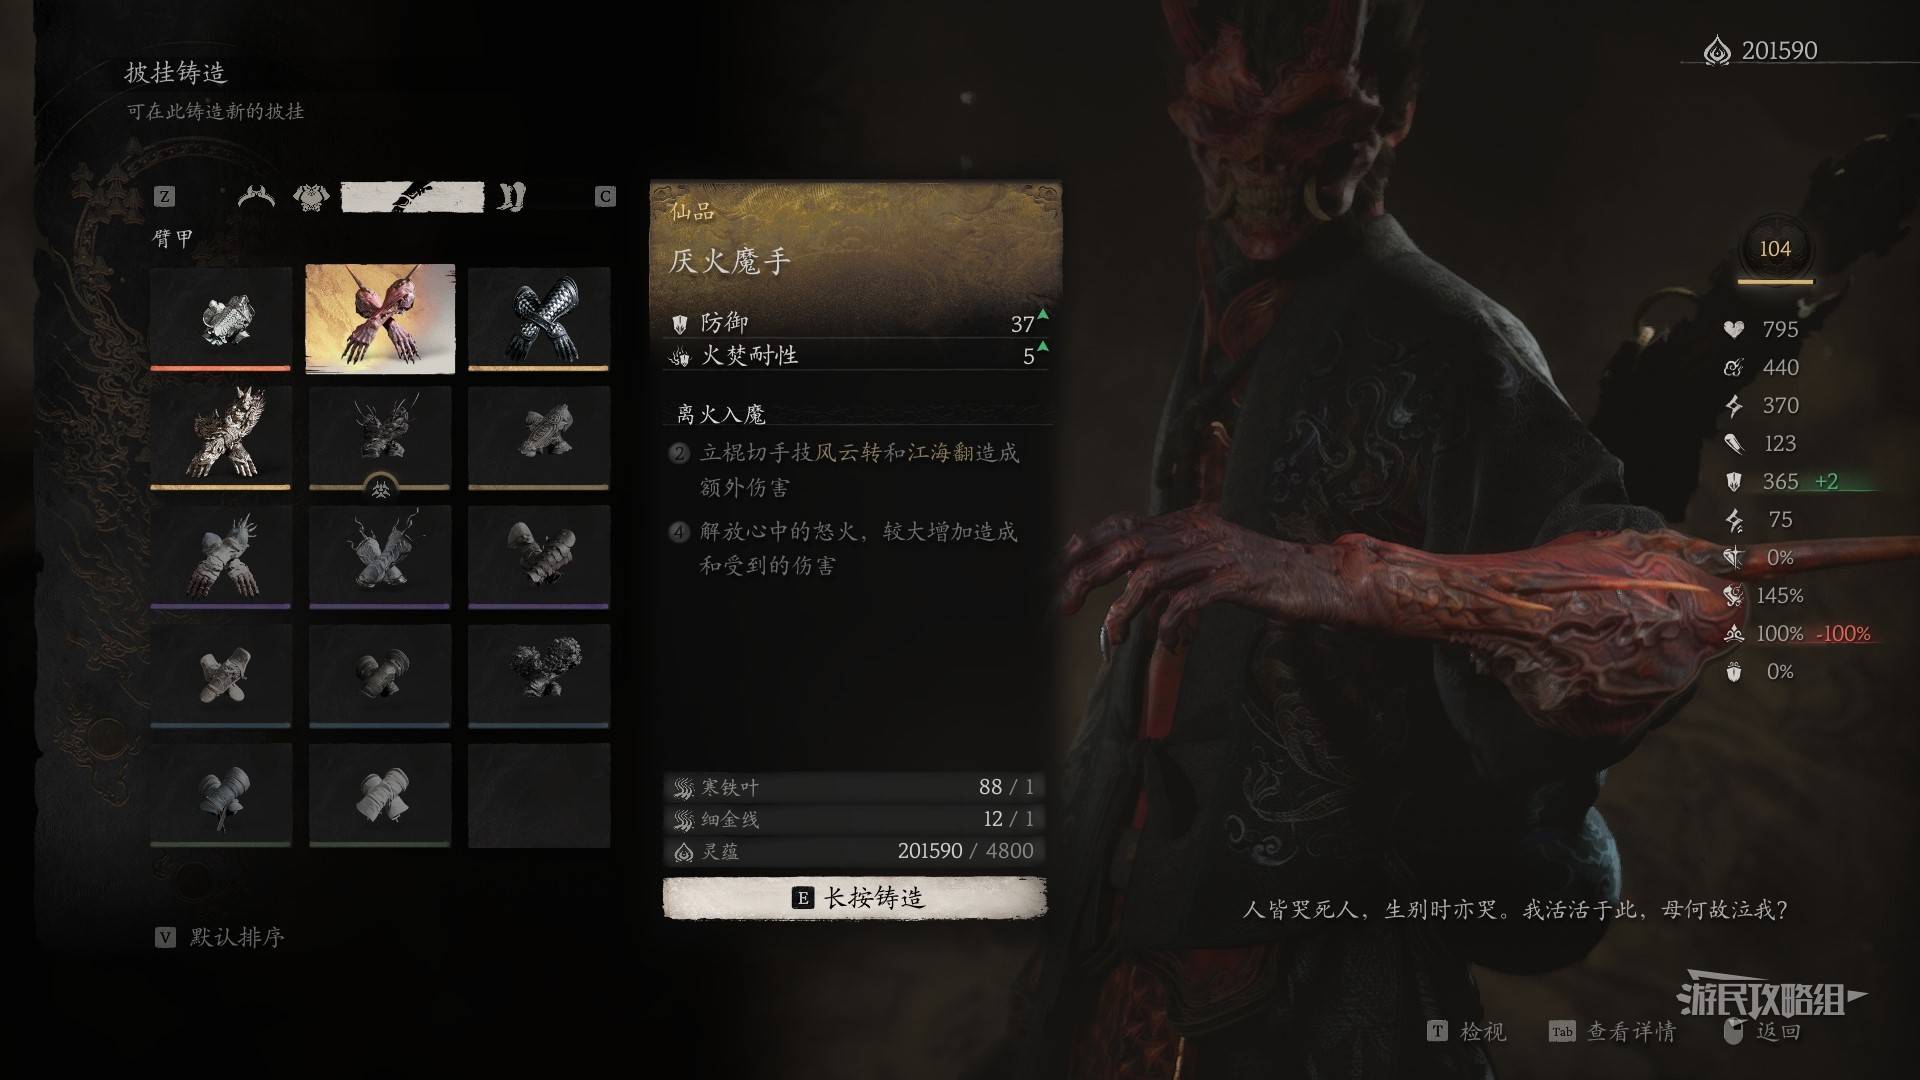 披挂铸造
可在此铸造新的披挂
201590
Z
C
臂甲
仙品
厌火魔手
防御 37
火焚耐性 5
离火入魔
2 立棍切手技风云转和江海翻造成
额外伤害
4 解放心中的怒火，较大增加造成
和受到的伤害
寒铁叶 88 / 1
细金线 12 / 1
灵蕴 201590 / 4800
E 长按铸造
V 默认排序
104
795
440
370
123
365 +2
75
0%
145%
100% -100%
0%
人皆哭死人，生别时亦哭。我活活于此，母何故泣我？
游民攻略组
T 检视 Tab 查看详情 返回